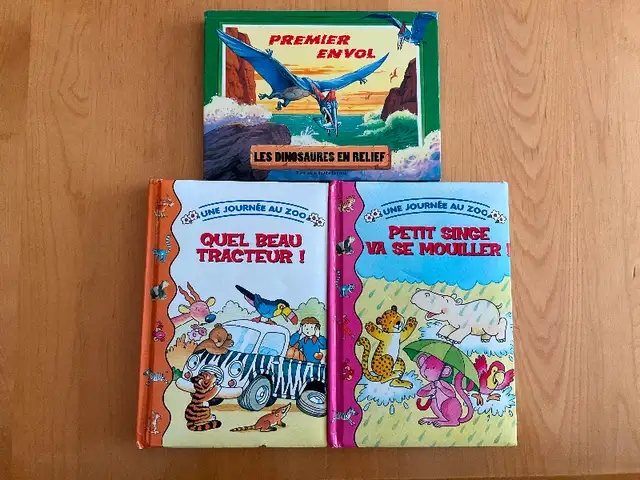 PREMIER
ENVOL
LES DINOSAURES EN RELIEF
UNE JOURNÉE AU ZOO
QUEL BEAU
TRACTEUR !
UNE JOURNÉE AU ZOO
PETIT SINGE
VA SE MOUILLER !